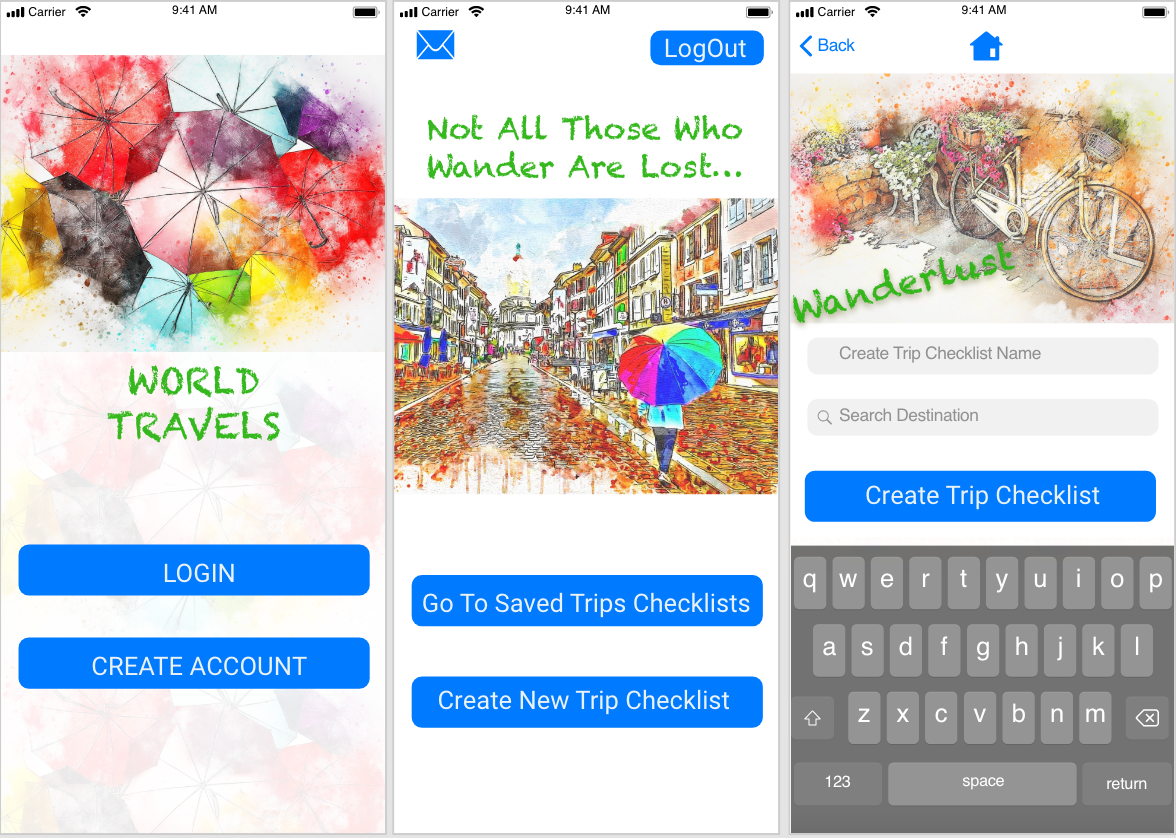 Carrier 9:41 AM
WORLD
TRAVELS
LOGIN
CREATE ACCOUNT
Carrier 9:41 AM
LogOut
Not All Those Who
Wander Are Lost...
Go To Saved Trips Checklists
Create New Trip Checklist
Carrier 9:41 AM
Back
Wanderlust
Create Trip Checklist Name
Search Destination
Create Trip Checklist
q w e r t y u i o p
a s d f g h j k l
z x c v b n m
123 space return